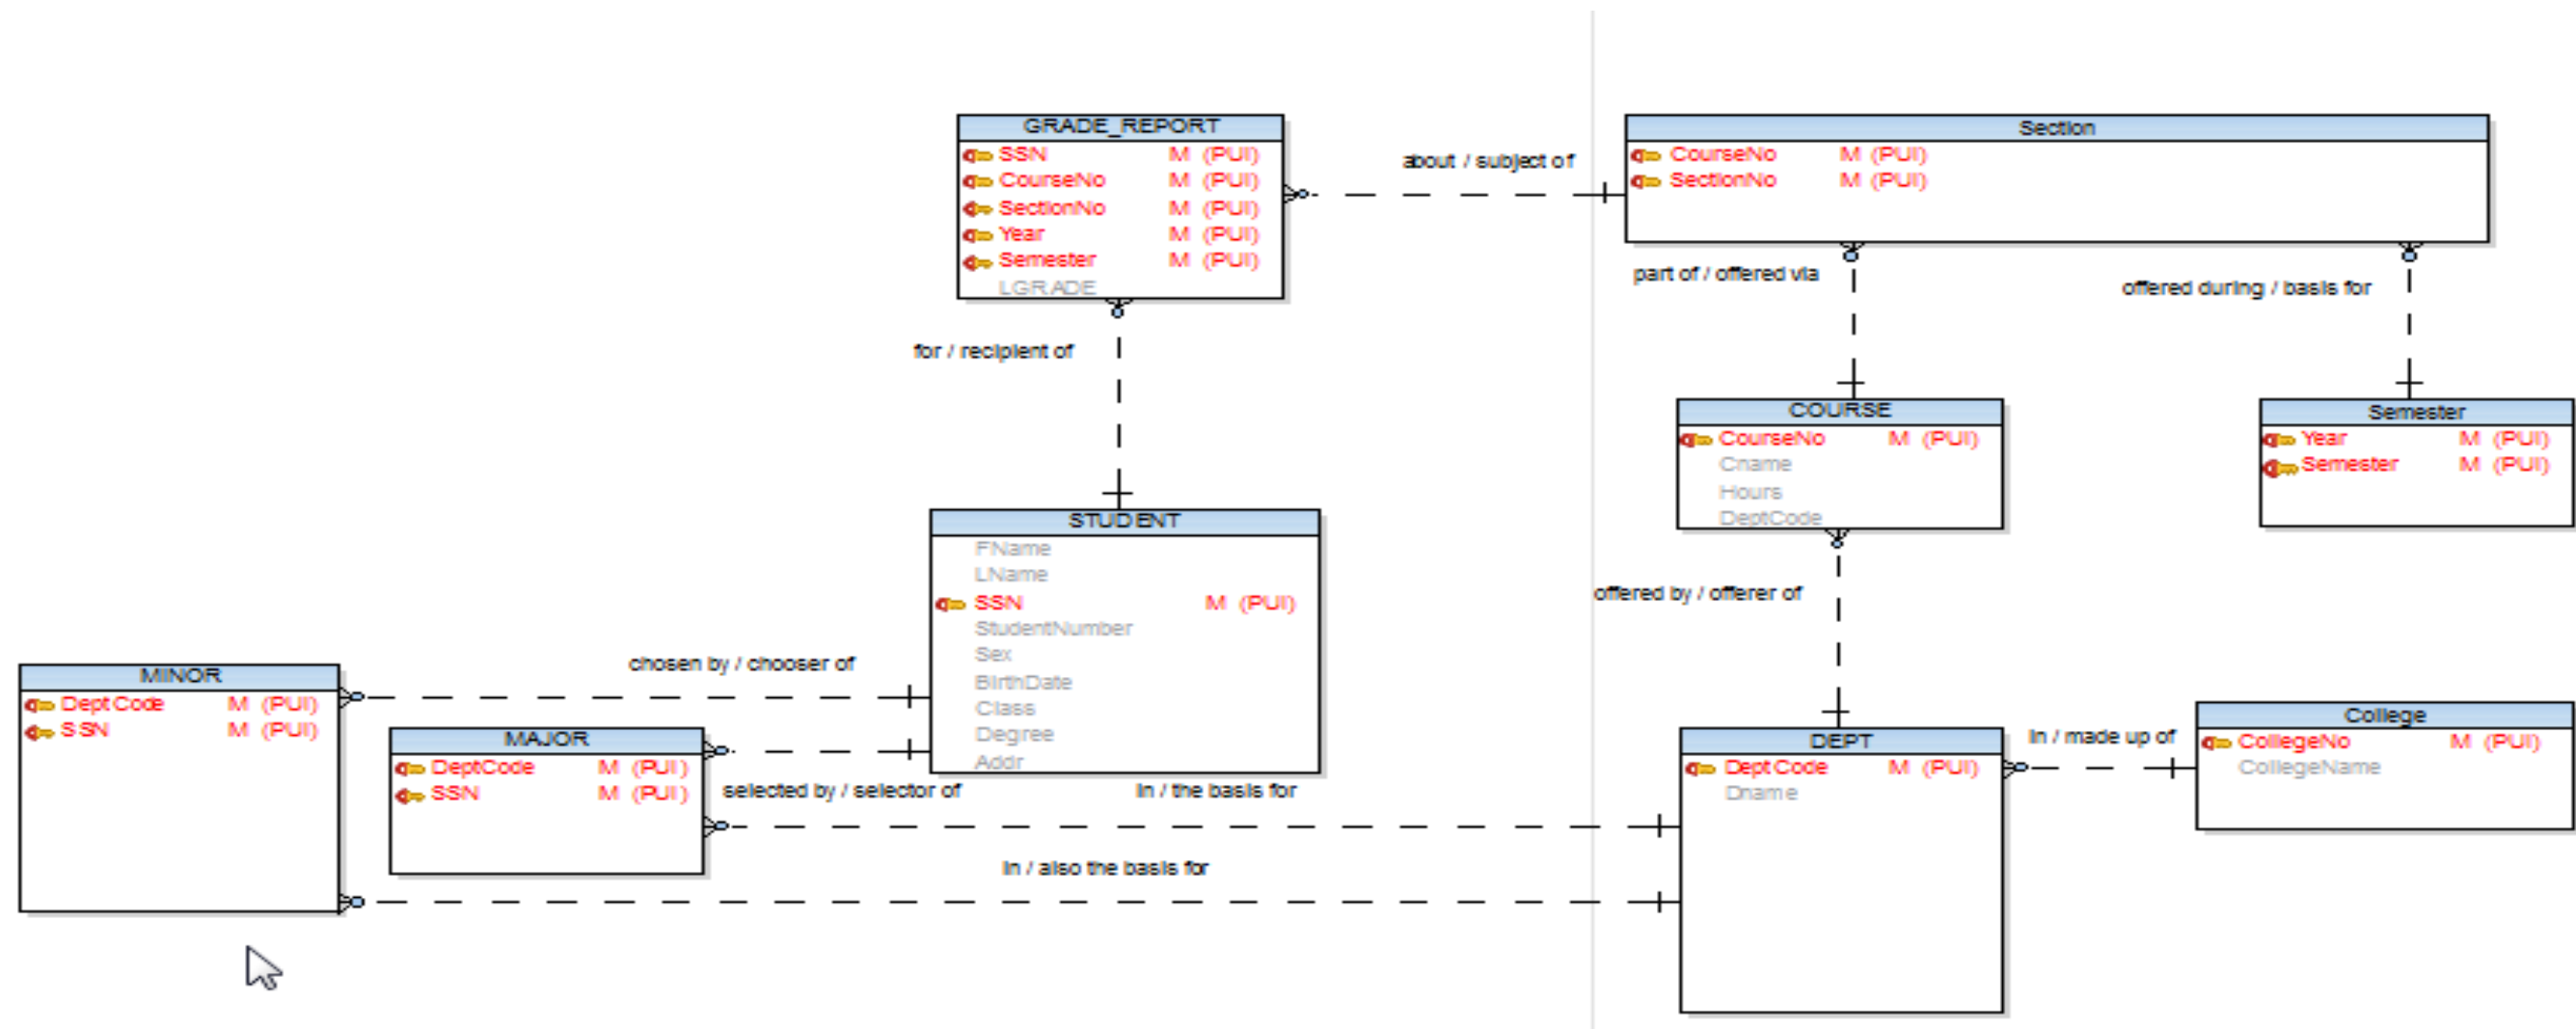 GRADE_REPORT
SSN M (PUI)
CourseNo M (PUI)
SectionNo M (PUI)
Year M (PUI)
Semester M (PUI)
LGRADE
about / subject of
Section
CourseNo M (PUI)
SectionNo M (PUI)
part of / offered via
offered during / basis for
for / recipient of
COURSE
CourseNo M (PUI)
Cname
Hours
DeptCode
Semester
Year M (PUI)
Semester M (PUI)
STUDENT
FName
LName
SSN M (PUI)
StudentNumber
Sex
BirthDate
Class
Degree
Addr
offered by / offerer of
chosen by / chooser of
MINOR
DeptCode M (PUI)
SSN M (PUI)
MAJOR
DeptCode M (PUI)
SSN M (PUI)
selected by / selector of
in / the basis for
in / also the basis for
DEPT
DeptCode M (PUI)
Dname
in / made up of
College
CollegeNo M (PUI)
CollegeName